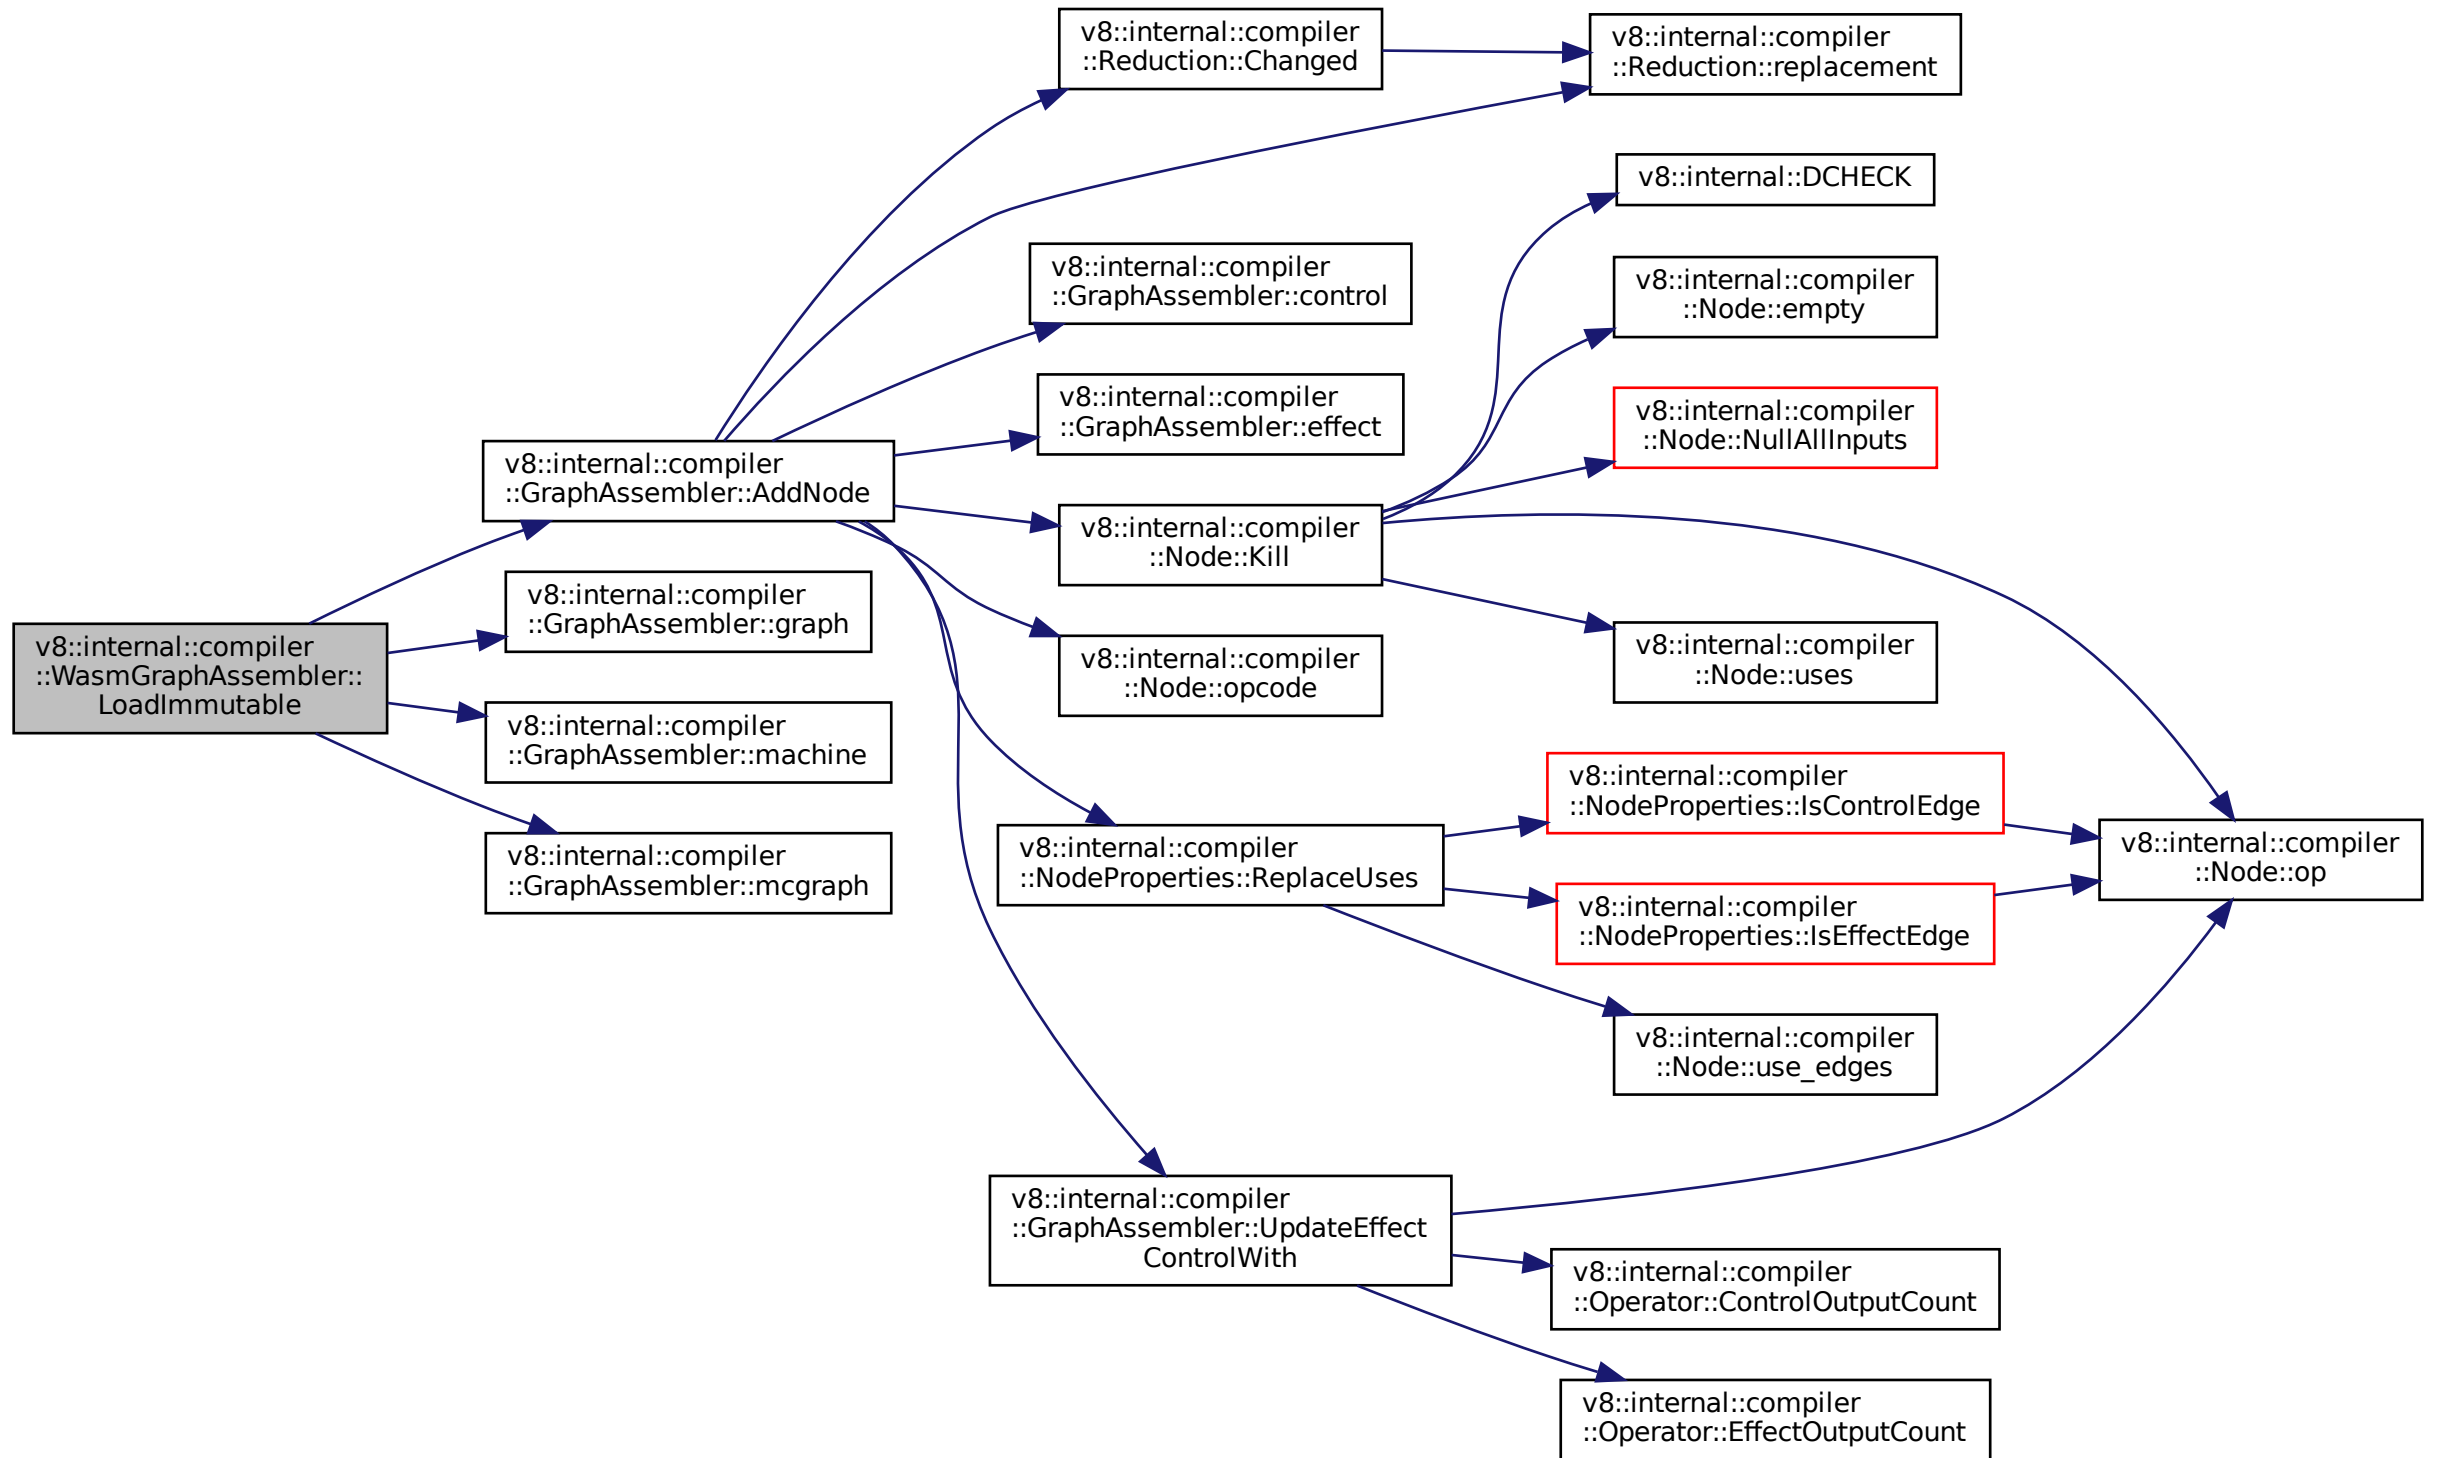 v8::internal::compiler
::WasmGraphAssembler::
LoadImmutable
v8::internal::compiler
::GraphAssembler::AddNode
v8::internal::compiler
::GraphAssembler::graph
v8::internal::compiler
::GraphAssembler::machine
v8::internal::compiler
::GraphAssembler::mcgraph
v8::internal::compiler
::Reduction::Changed
v8::internal::compiler
::GraphAssembler::control
v8::internal::compiler
::GraphAssembler::effect
v8::internal::compiler
::Node::Kill
v8::internal::compiler
::Node::opcode
v8::internal::compiler
::NodeProperties::ReplaceUses
v8::internal::compiler
::GraphAssembler::UpdateEffect
ControlWith
v8::internal::compiler
::Reduction::replacement
v8::internal::DCHECK
v8::internal::compiler
::Node::empty
v8::internal::compiler
::Node::NullAllInputs
v8::internal::compiler
::Node::uses
v8::internal::compiler
::NodeProperties::IsControlEdge
v8::internal::compiler
::NodeProperties::IsEffectEdge
v8::internal::compiler
::Node::use_edges
v8::internal::compiler
::Operator::ControlOutputCount
v8::internal::compiler
::Operator::EffectOutputCount
v8::internal::compiler
::Node::op